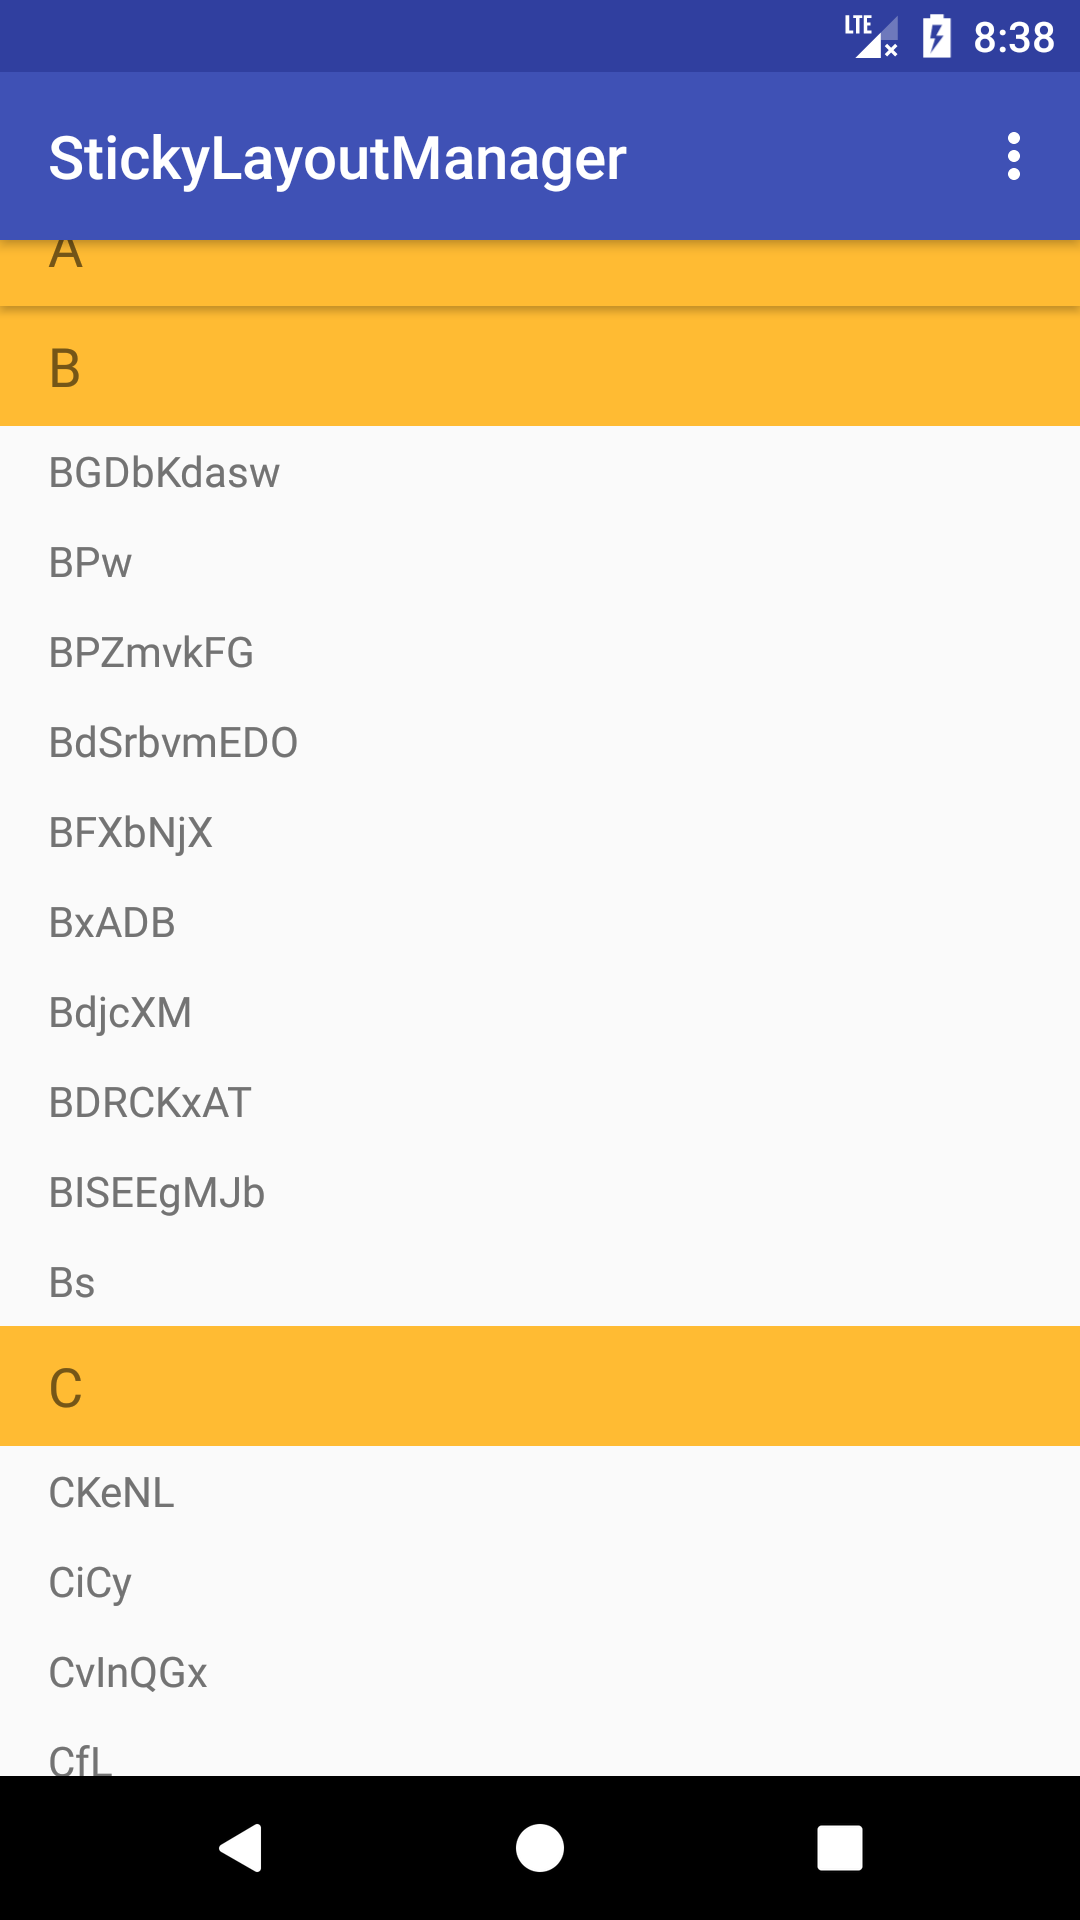 LTE 8:38
StickyLayoutManager
A
B
BGDbKdasw
BPw
BPZmvkFG
BdSrbvmEDO
BFXbNjX
BxADB
BdjcXM
BDRCKxAT
BISEEgMJb
Bs
C
CKeNL
CiCy
CvInQGx
CfL